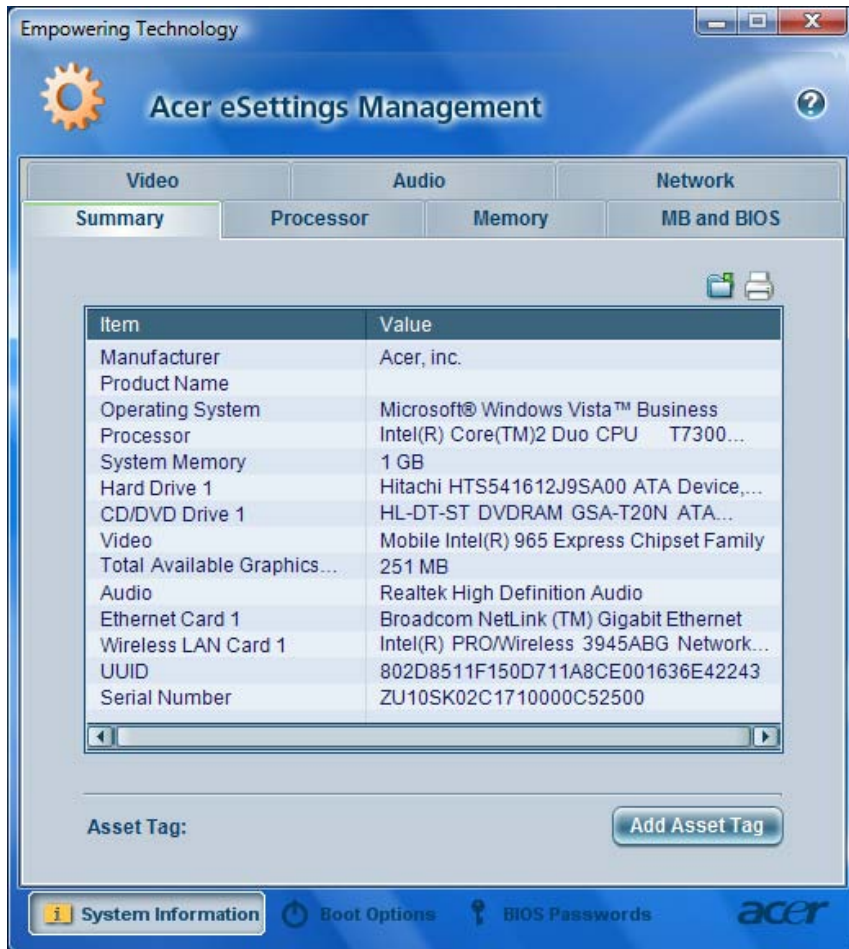 Empowering Technology
Acer eSettings Management
Video Audio Network
Summary Processor Memory MB and BIOS
Item Value
Manufacturer Acer, inc.
Product Name
Operating System Microsoft® Windows Vista™ Business
Processor Intel(R) Core(TM)2 Duo CPU T7300...
System Memory 1 GB
Hard Drive 1 Hitachi HTS541612J9SA00 ATA Device,...
CD/DVD Drive 1 HL-DT-ST DVDRAM GSA-T20N ATA...
Video Mobile Intel(R) 965 Express Chipset Family
Total Available Graphics... 251 MB
Audio Realtek High Definition Audio
Ethernet Card 1 Broadcom NetLink (TM) Gigabit Ethernet
Wireless LAN Card 1 Intel(R) PRO/Wireless 3945ABG Network...
UUID 802D8511F150D711A8CE001636E42243
Serial Number ZU10SK02C1710000C52500
Asset Tag: Add Asset Tag
System Information Boot Options BIOS Passwords acer